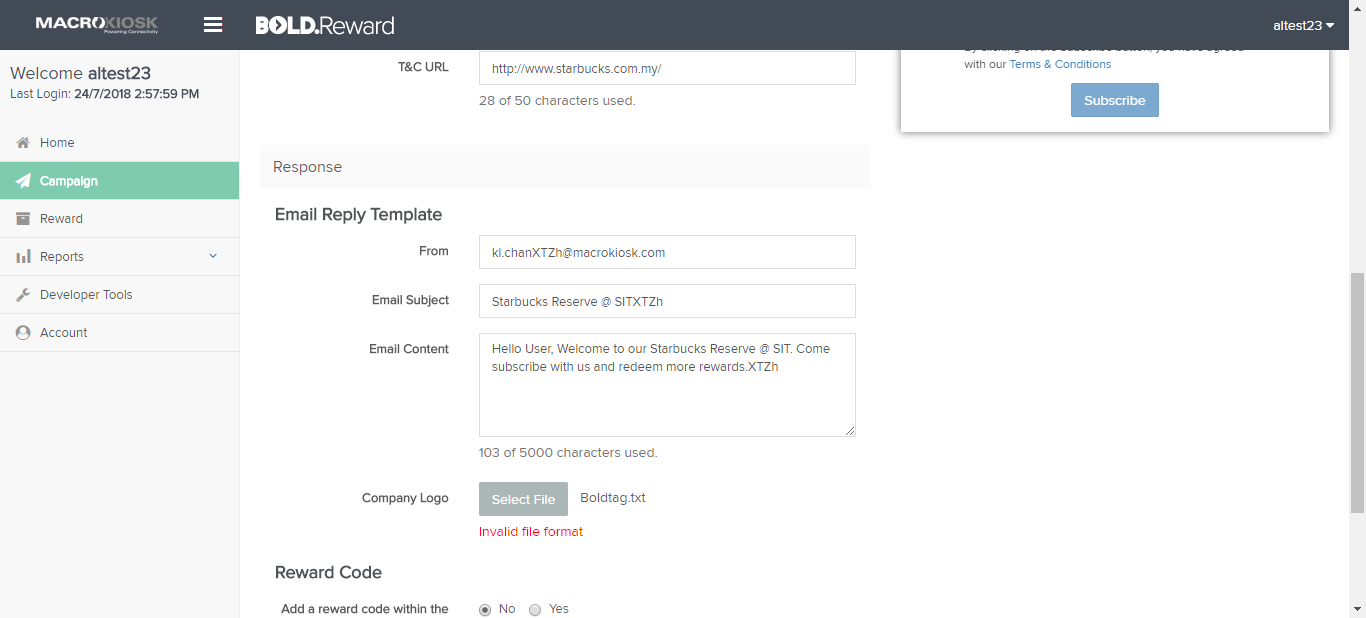 MACROKIOSK
Powering Connectivity
BOLD.Reward
altest23
Welcome altest23
Last Login: 24/7/2018 2:57:59 PM
Home
Campaign
Reward
Reports
Developer Tools
Account
T&C URL
http://www.starbucks.com.my/
28 of 50 characters used.
Response
Email Reply Template
From
kl.chanXTZh@macrokiosk.com
Email Subject
Starbucks Reserve @ SITXTZh
Email Content
Hello User, Welcome to our Starbucks Reserve @ SIT. Come
subscribe with us and redeem more rewards.XTZh
103 of 5000 characters used.
Company Logo
Select File
Boldtag.txt
Invalid file format
Reward Code
Add a reward code within the
No
Yes
with our Terms & Conditions
Subscribe